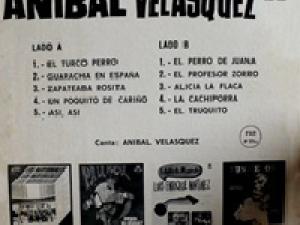 ANIBAL VELASQUEZ
LADO A
1.- EL TURCO PERRO
2.- GUARACHA EN ESPAÑA
3.- ZAPATEABA ROSITA
4.- UN POQUITO DE CARIÑO
5.- ASI, ASI
LADO B
1.- EL PERRO DE JUANA
2.- EL PROFESOR ZORRO
3.- ALICIA LA FLACA
4.- LA CACHIPORRA
5.- EL TRUQUITO
Canta: ANIBAL VELASQUEZ